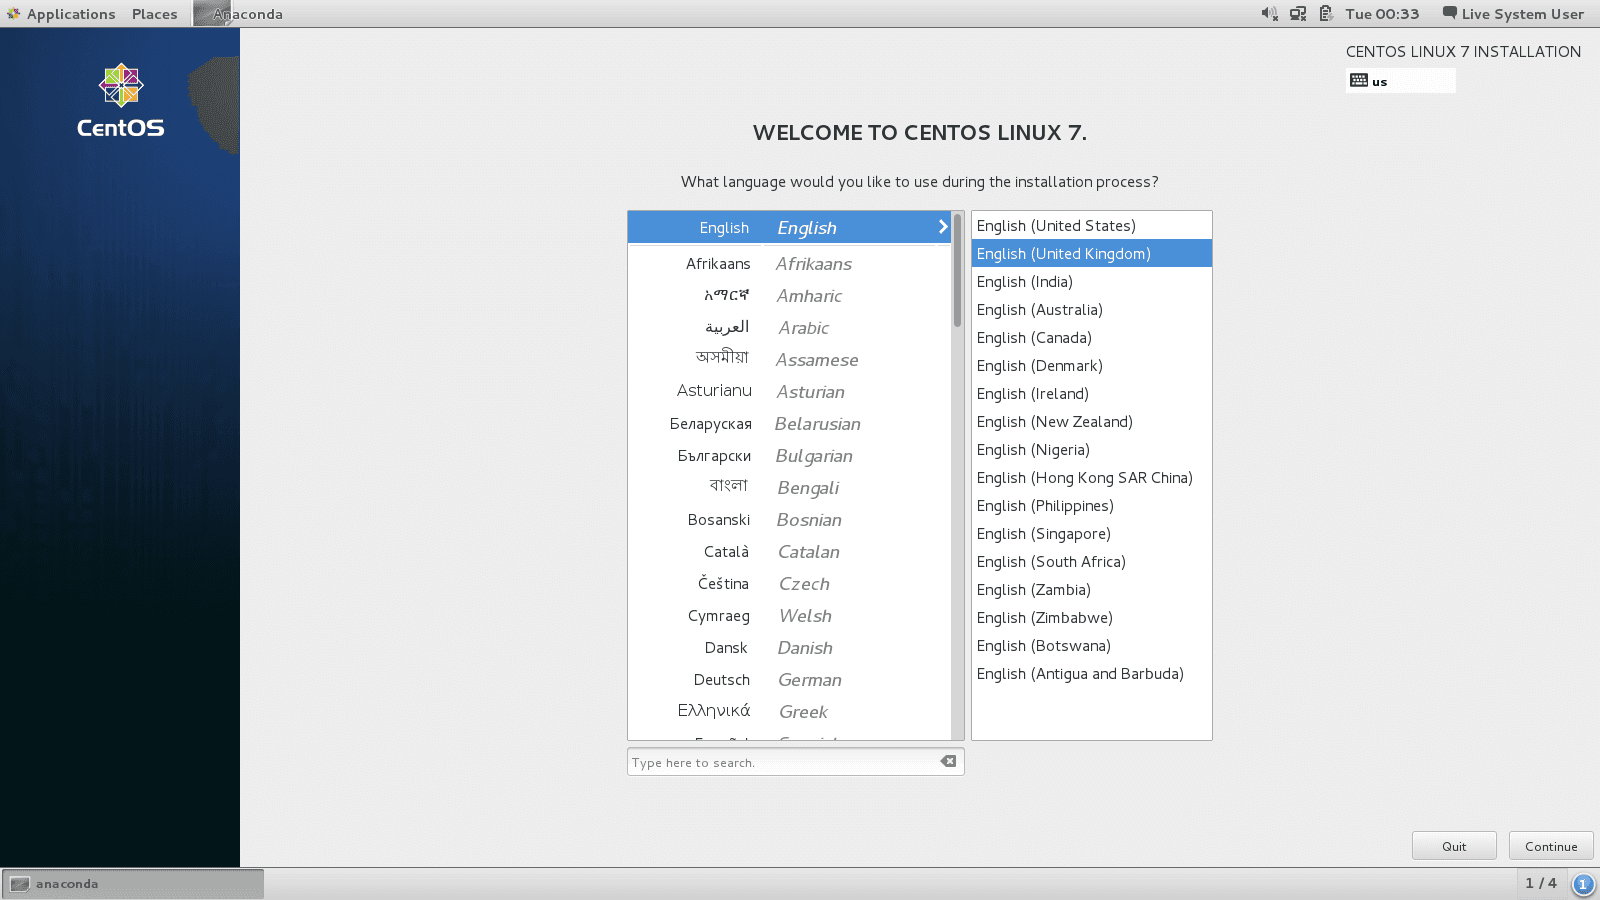 Applications Places Anaconda Tue 00:33 Live System User
CentOS
CENTOS LINUX 7 INSTALLATION
us
WELCOME TO CENTOS LINUX 7.
What language would you like to use during the installation process?
English English
Afrikaans Afrikaans
አማርኛ Amharic
العربية Arabic
অসমীয়া Assamese
Asturianu Asturian
Беларуская Belarusian
Български Bulgarian
বাংলা Bengali
Bosanski Bosnian
Català Catalan
Čeština Czech
Cymraeg Welsh
Dansk Danish
Deutsch German
Ελληνικά Greek
English (United States)
English (United Kingdom)
English (India)
English (Australia)
English (Canada)
English (Denmark)
English (Ireland)
English (New Zealand)
English (Nigeria)
English (Hong Kong SAR China)
English (Philippines)
English (Singapore)
English (South Africa)
English (Zambia)
English (Zimbabwe)
English (Botswana)
English (Antigua and Barbuda)
Type here to search.
Quit Continue
anaconda 1 / 4 1